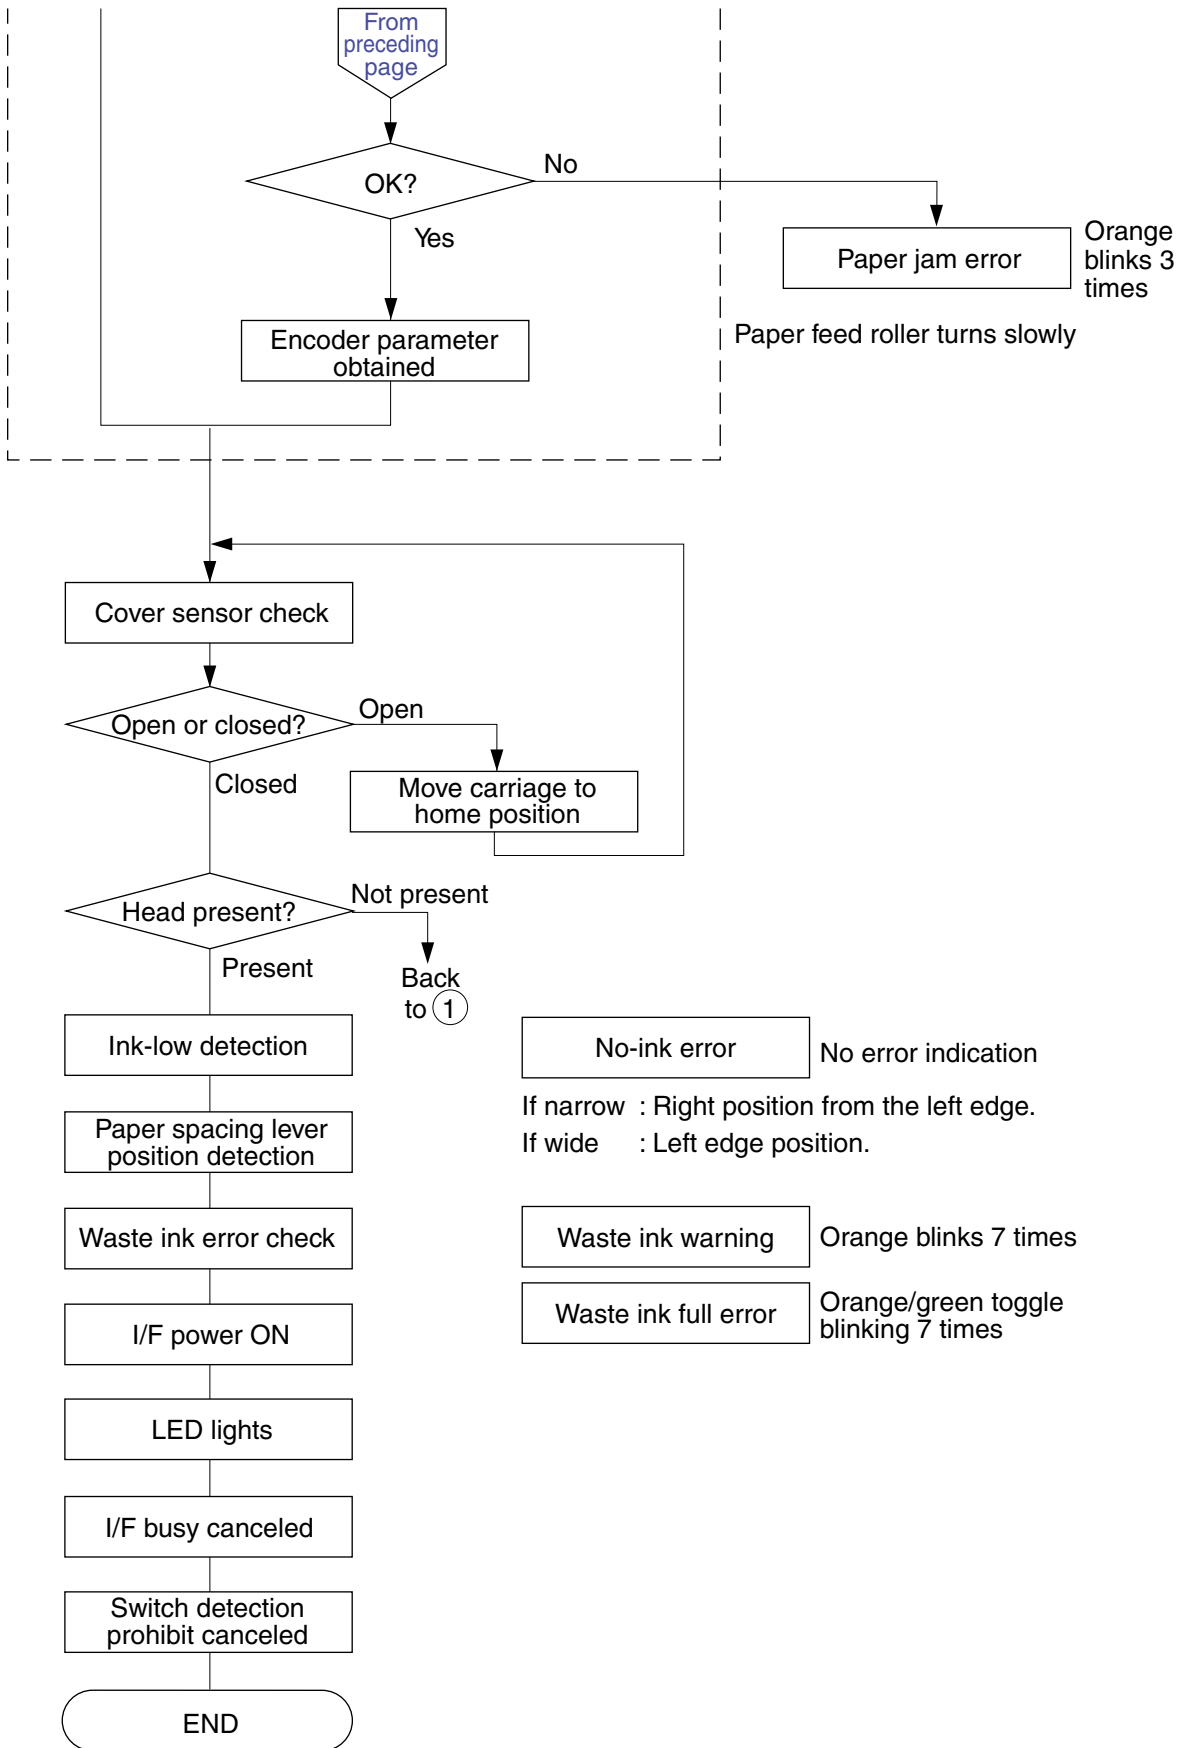 From
preceding
page
OK?
No
Yes
Paper jam error
Orange
blinks 3
times
Encoder parameter
obtained
Paper feed roller turns slowly
Cover sensor check
Open or closed?
Open
Closed
Move carriage to
home position
Head present?
Not present
Present
Back
to 1
Ink-low detection
No-ink error
No error indication
If narrow : Right position from the left edge.
If wide : Left edge position.
Paper spacing lever
position detection
Waste ink error check
Waste ink warning
Orange blinks 7 times
Waste ink full error
Orange/green toggle
blinking 7 times
I/F power ON
LED lights
I/F busy canceled
Switch detection
prohibit canceled
END